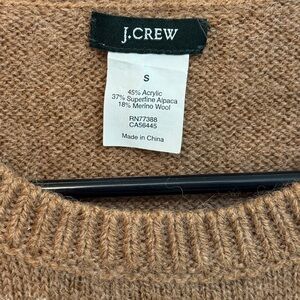 J.CREW
S
45% Acrylic
37% Superfine Alpaca
18% Merino Wool
RN77388
CA56445
Made in China